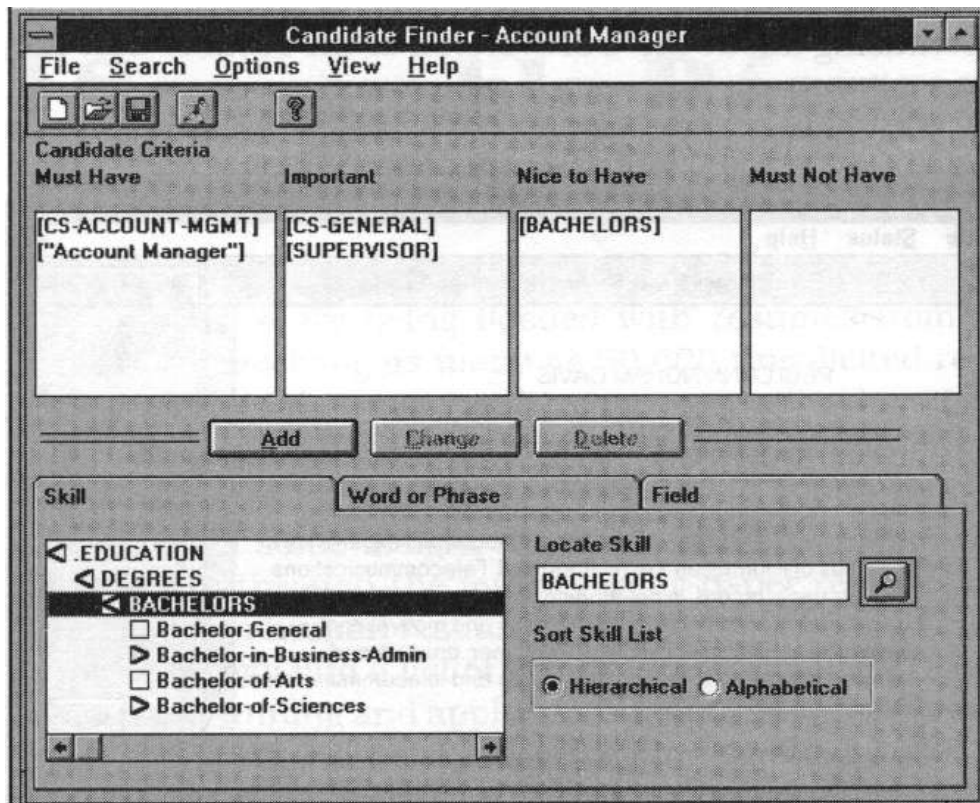 Candidate Finder - Account Manager
File Search Options View Help
?
Candidate Criteria
Must Have Important Nice to Have Must Not Have
[CS-ACCOUNT-MGMT] [CS-GENERAL] [BACHELORS]
["Account Manager"] [SUPERVISOR]
Status Help
Add Change Delete
Skill Word or Phrase Field
.EDUCATION
DEGREES
BACHELORS
Bachelor-General
Bachelor-in-Business-Admin
Bachelor-of-Arts
Bachelor-of-Sciences
Locate Skill
BACHELORS
Sort Skill List
Hierarchical Alphabetical